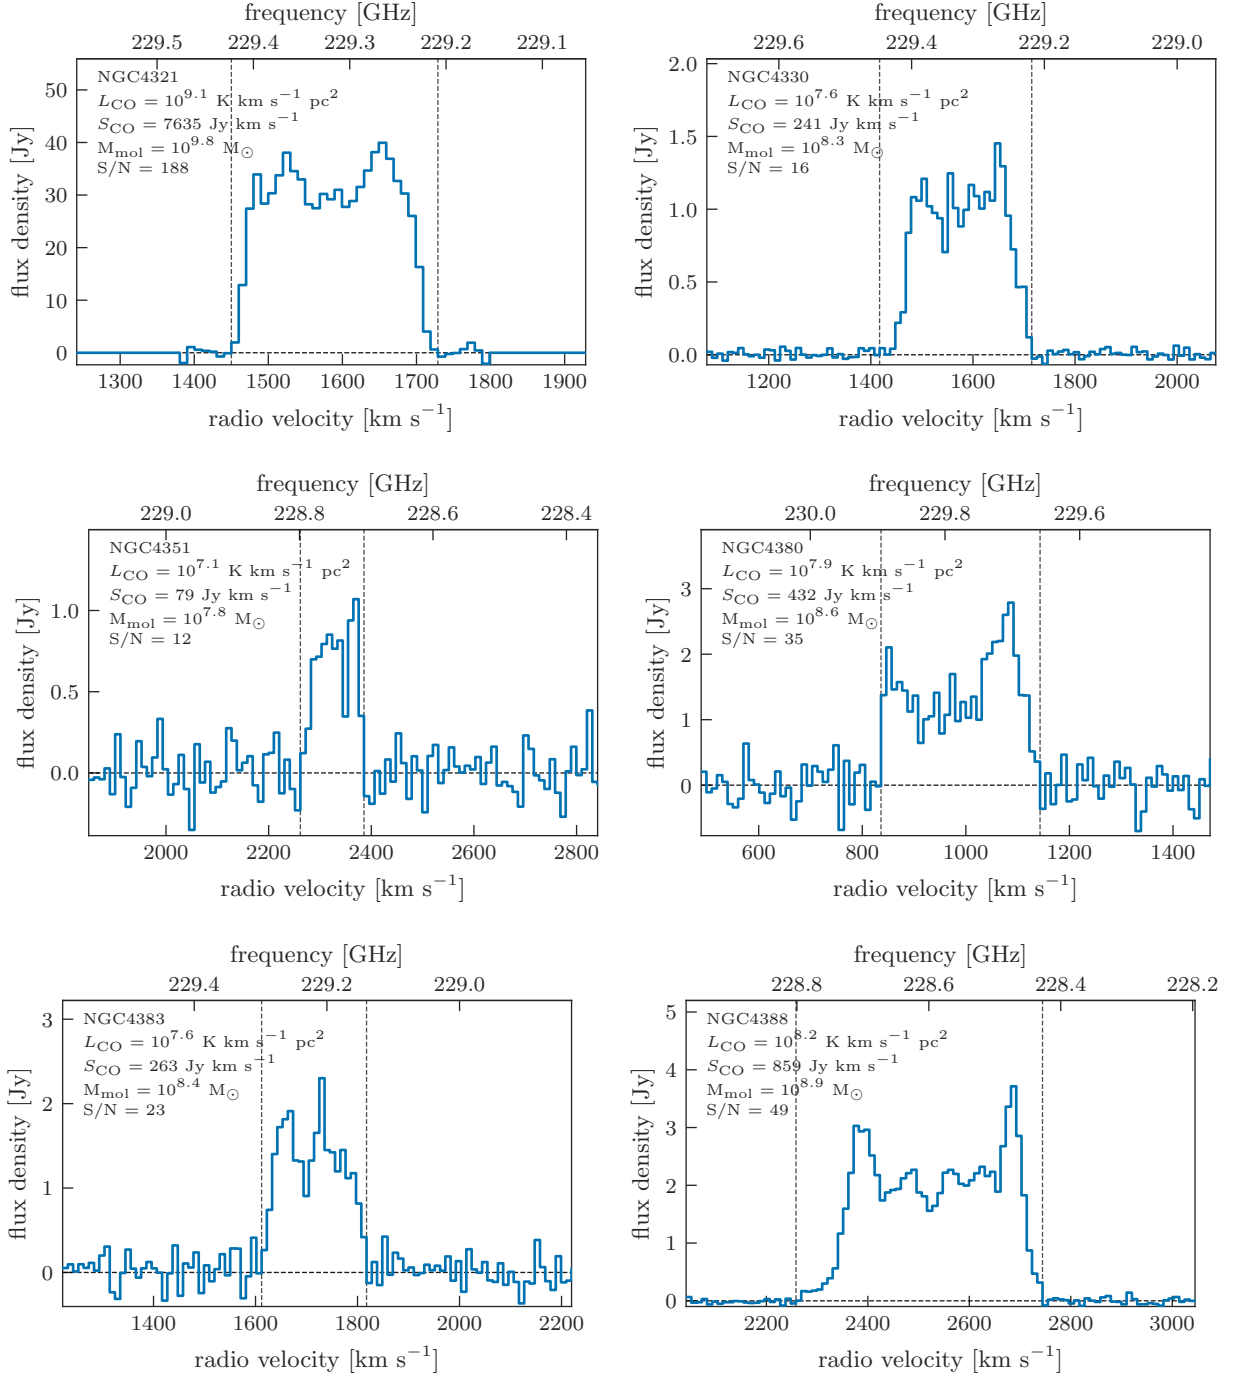 frequency [GHz]
229.5 229.4 229.3 229.2 229.1
NGC4321
L_CO = 10^9.1 K km s^−1 pc^2
S_CO = 7635 Jy km s^−1
M_mol = 10^9.8 M_⊙
S/N = 188
flux density [Jy]
50
40
30
20
10
0
1300 1400 1500 1600 1700 1800 1900
radio velocity [km s^−1]
frequency [GHz]
229.6 229.4 229.2 229.0
NGC4330
L_CO = 10^7.6 K km s^−1 pc^2
S_CO = 241 Jy km s^−1
M_mol = 10^8.3 M_⊙
S/N = 16
flux density [Jy]
2.0
1.5
1.0
0.5
0.0
1200 1400 1600 1800 2000
radio velocity [km s^−1]
frequency [GHz]
229.0 228.8 228.6 228.4
NGC4351
L_CO = 10^7.1 K km s^−1 pc^2
S_CO = 79 Jy km s^−1
M_mol = 10^7.8 M_⊙
S/N = 12
flux density [Jy]
1.0
0.5
0.0
2000 2200 2400 2600 2800
radio velocity [km s^−1]
frequency [GHz]
230.0 229.8 229.6
NGC4380
L_CO = 10^7.9 K km s^−1 pc^2
S_CO = 432 Jy km s^−1
M_mol = 10^8.6 M_⊙
S/N = 35
flux density [Jy]
3
2
1
0
600 800 1000 1200 1400
radio velocity [km s^−1]
frequency [GHz]
229.4 229.2 229.0
NGC4383
L_CO = 10^7.6 K km s^−1 pc^2
S_CO = 263 Jy km s^−1
M_mol = 10^8.4 M_⊙
S/N = 23
flux density [Jy]
3
2
1
0
1400 1600 1800 2000 2200
radio velocity [km s^−1]
frequency [GHz]
228.8 228.6 228.4 228.2
NGC4388
L_CO = 10^8.2 K km s^−1 pc^2
S_CO = 859 Jy km s^−1
M_mol = 10^8.9 M_⊙
S/N = 49
flux density [Jy]
5
4
3
2
1
0
2200 2400 2600 2800 3000
radio velocity [km s^−1]